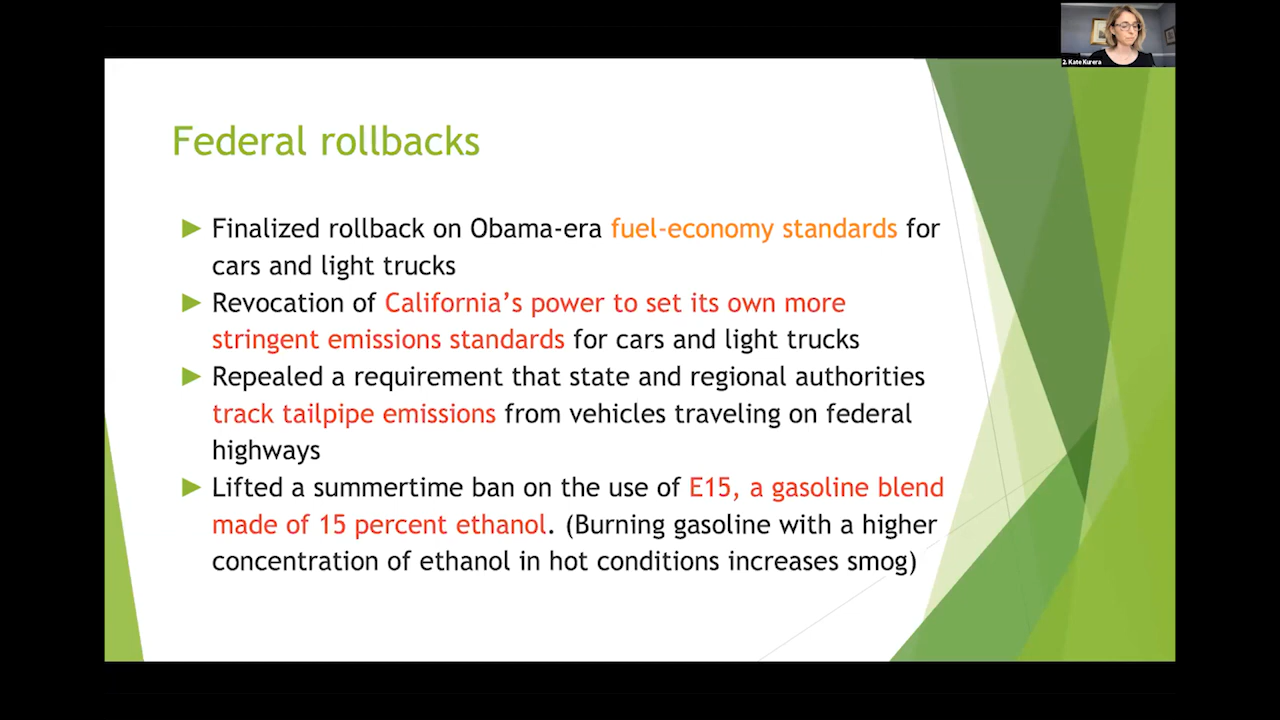 2. Kate Kurera
Federal rollbacks
► Finalized rollback on Obama-era fuel-economy standards for
cars and light trucks
► Revocation of California’s power to set its own more
stringent emissions standards for cars and light trucks
► Repealed a requirement that state and regional authorities
track tailpipe emissions from vehicles traveling on federal
highways
► Lifted a summertime ban on the use of E15, a gasoline blend
made of 15 percent ethanol. (Burning gasoline with a higher
concentration of ethanol in hot conditions increases smog)